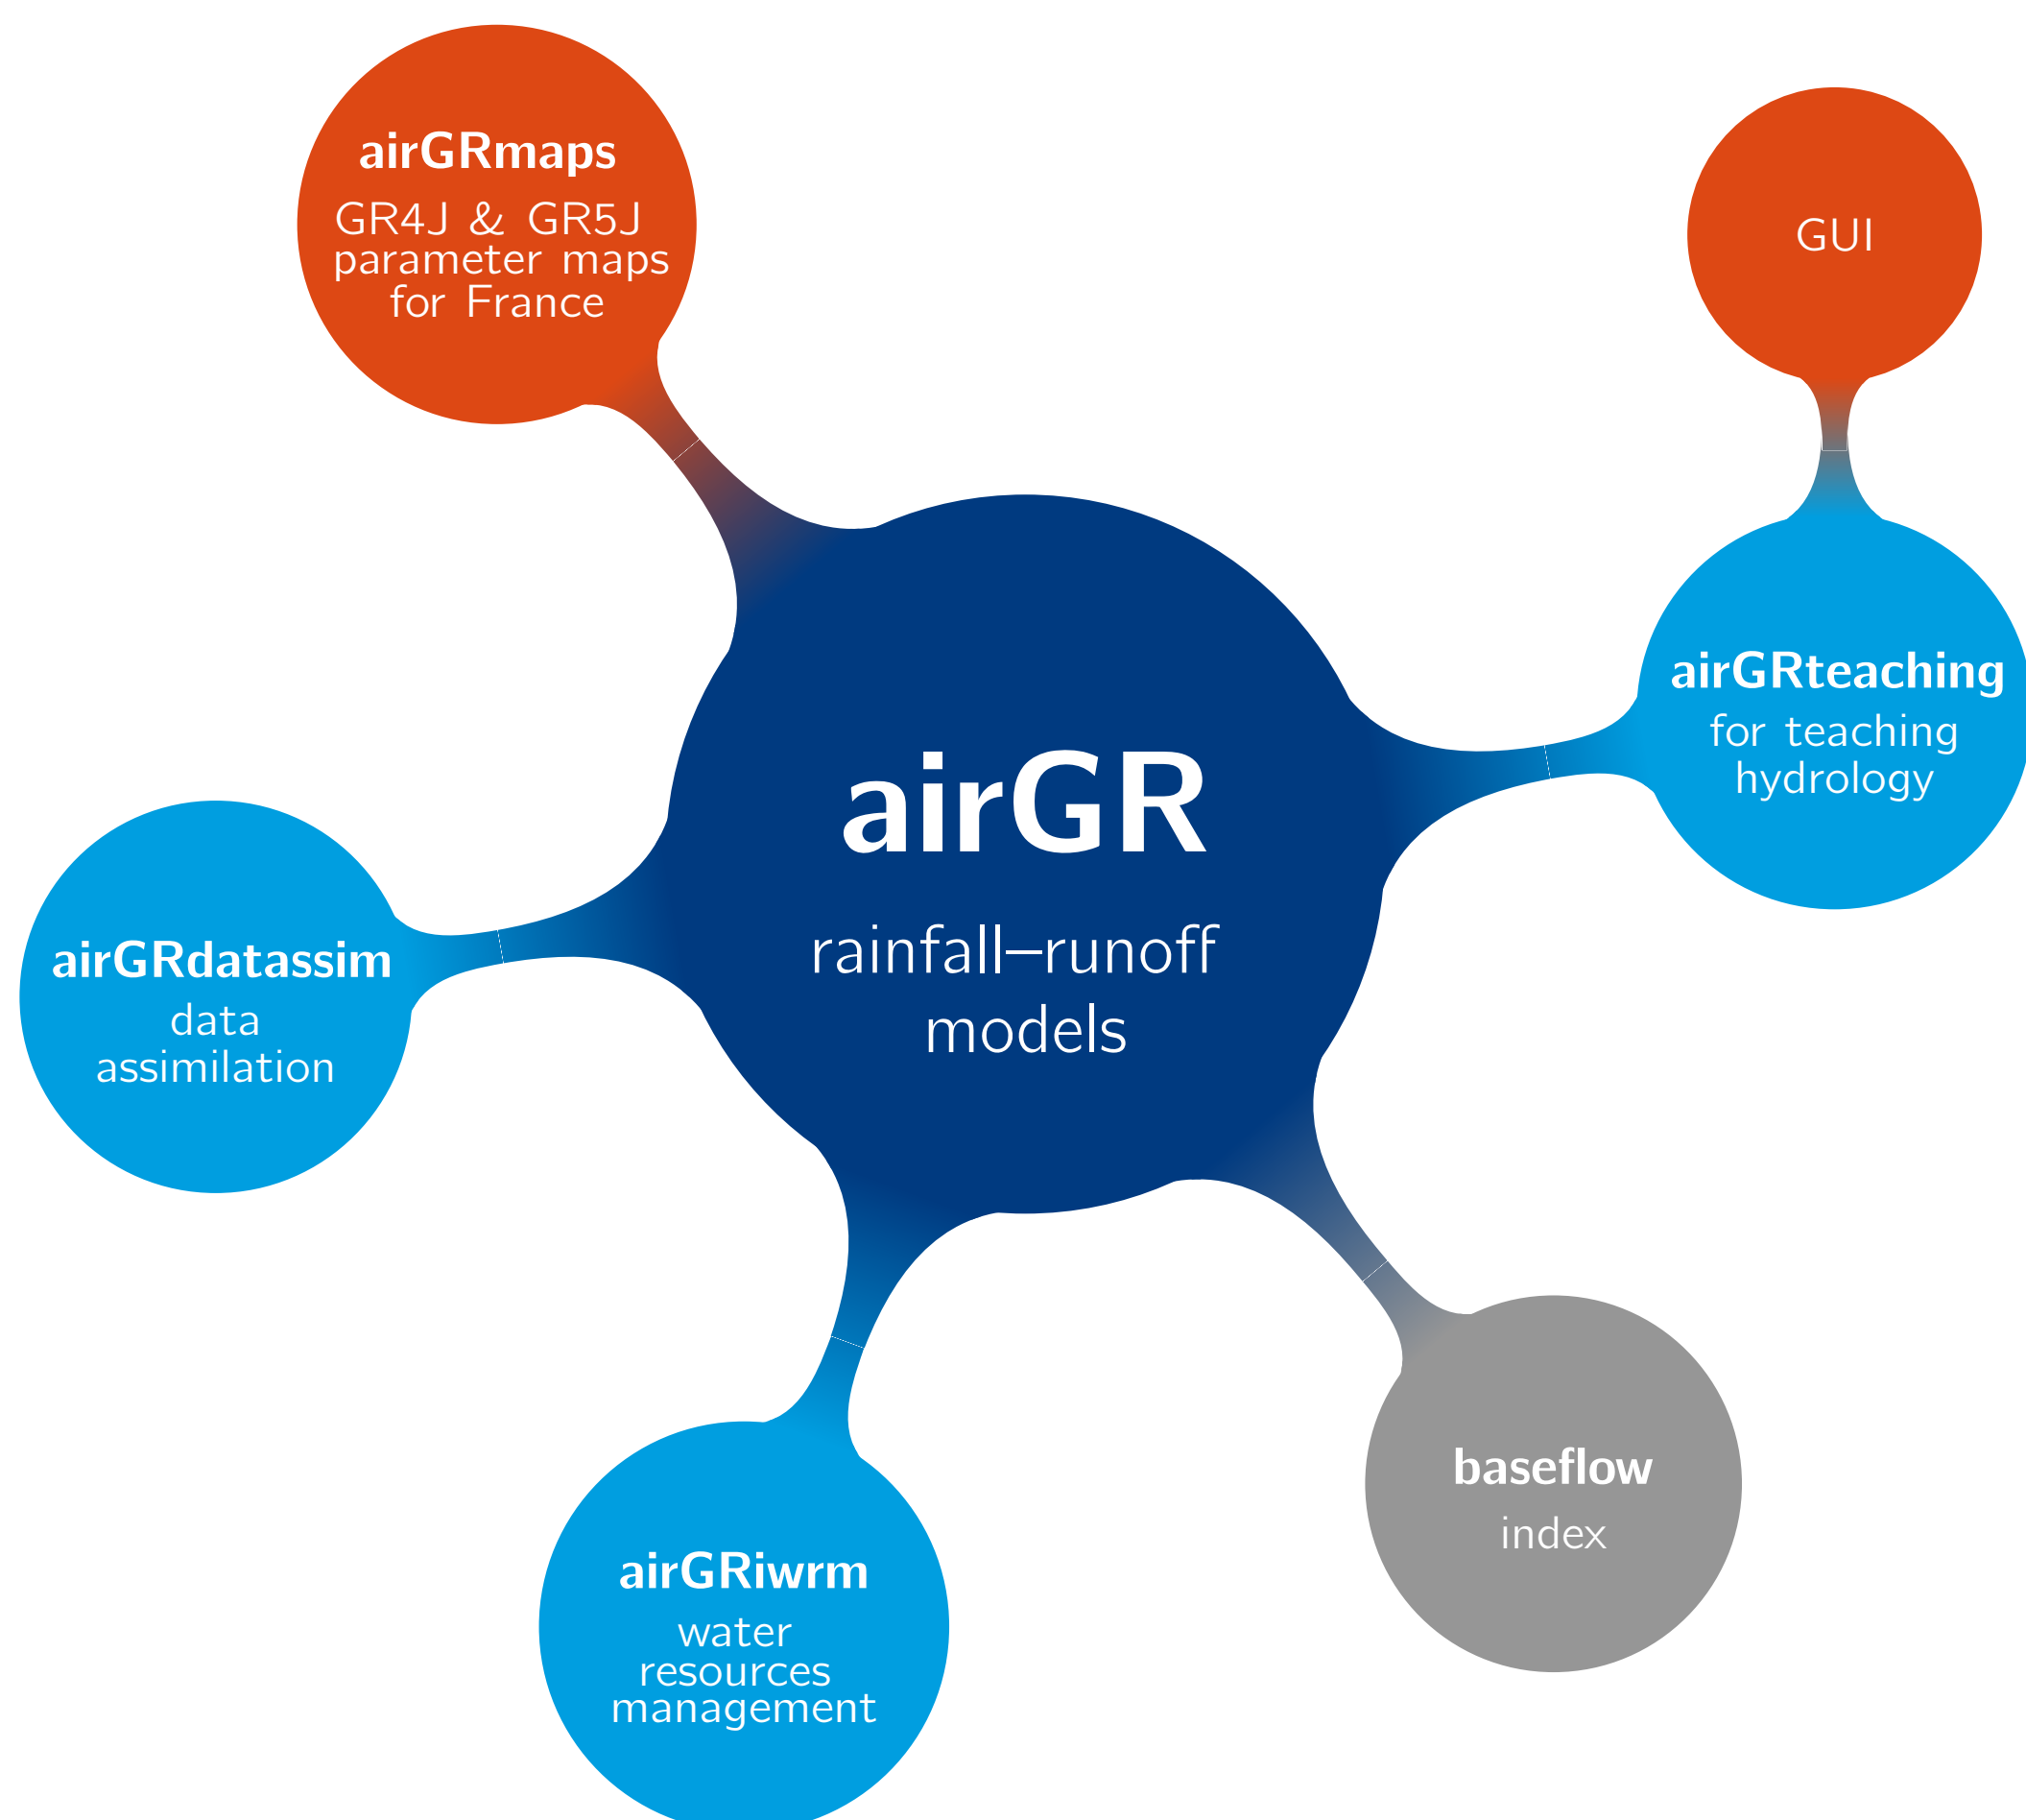 airGRmaps
GR4J & GR5J
parameter maps
for France
GUI
airGRteaching
for teaching
hydrology
airGR
rainfall–runoff
models
airGRdatassim
data
assimilation
baseflow
index
airGRiwrm
water
resources
management